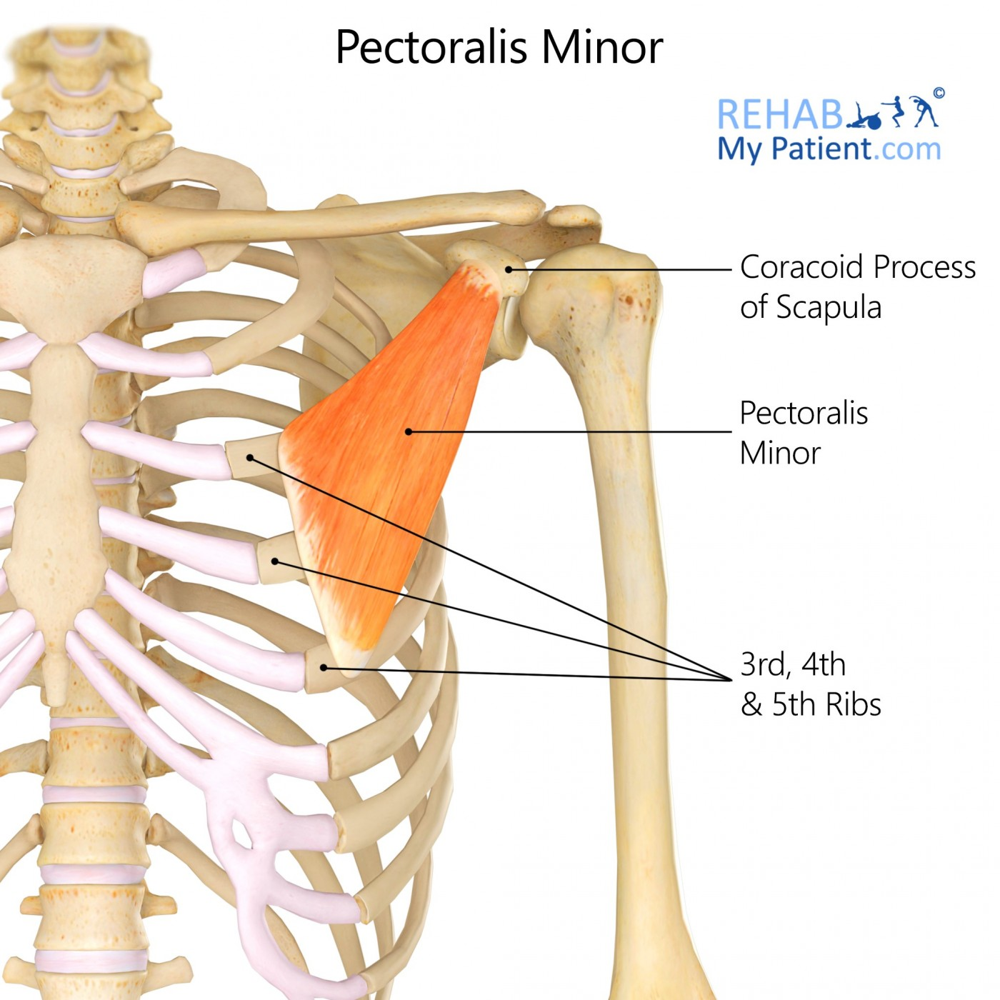 Pectoralis Minor
©
REHAB
My Patient.com
Coracoid Process
of Scapula
Pectoralis
Minor
3rd, 4th
& 5th Ribs